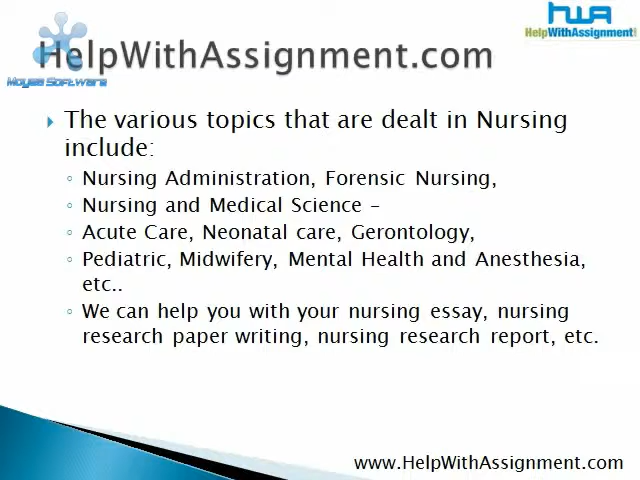 hwa
HelpWithAssignment!
HelpWithAssignment.com
Moyea Software
The various topics that are dealt in Nursing
include:
Nursing Administration, Forensic Nursing,
Nursing and Medical Science –
Acute Care, Neonatal care, Gerontology,
Pediatric, Midwifery, Mental Health and Anesthesia,
etc..
We can help you with your nursing essay, nursing
research paper writing, nursing research report, etc.
www.HelpWithAssignment.com